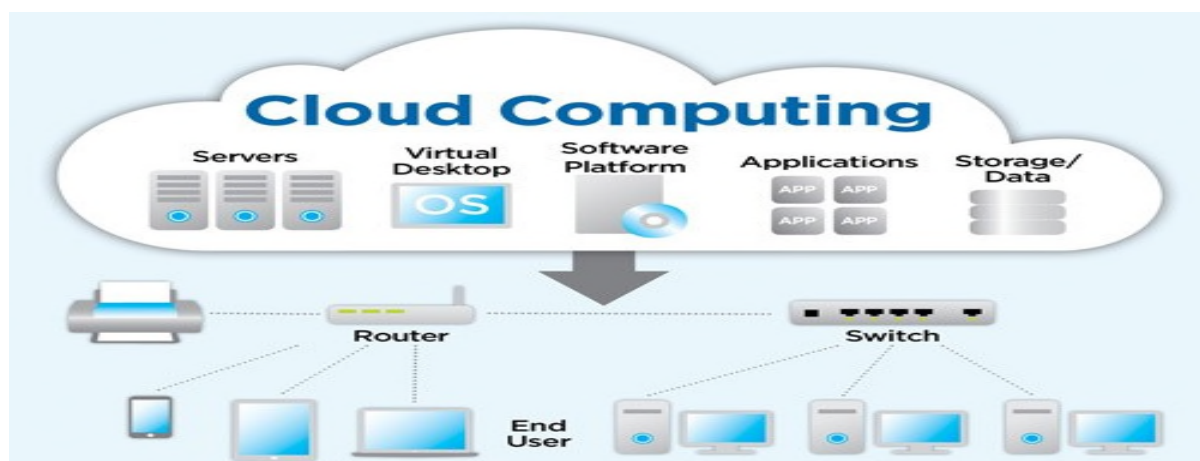 Cloud Computing
Servers
Virtual
Desktop
Software
Platform
Applications
Storage/
Data
OS
APP APP
APP APP
Router
Switch
End
User